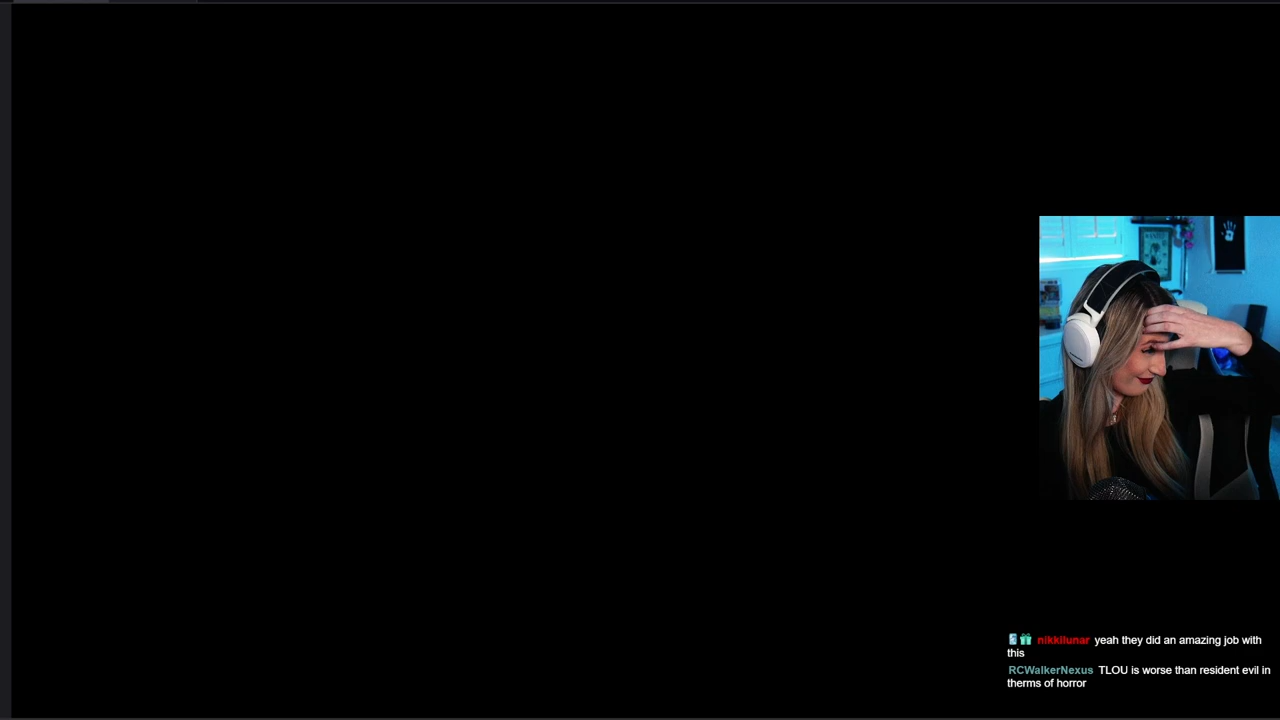 nikkilunar yeah they did an amazing job with
this
RCWalkerNexus TLOU is worse than resident evil in
therms of horror